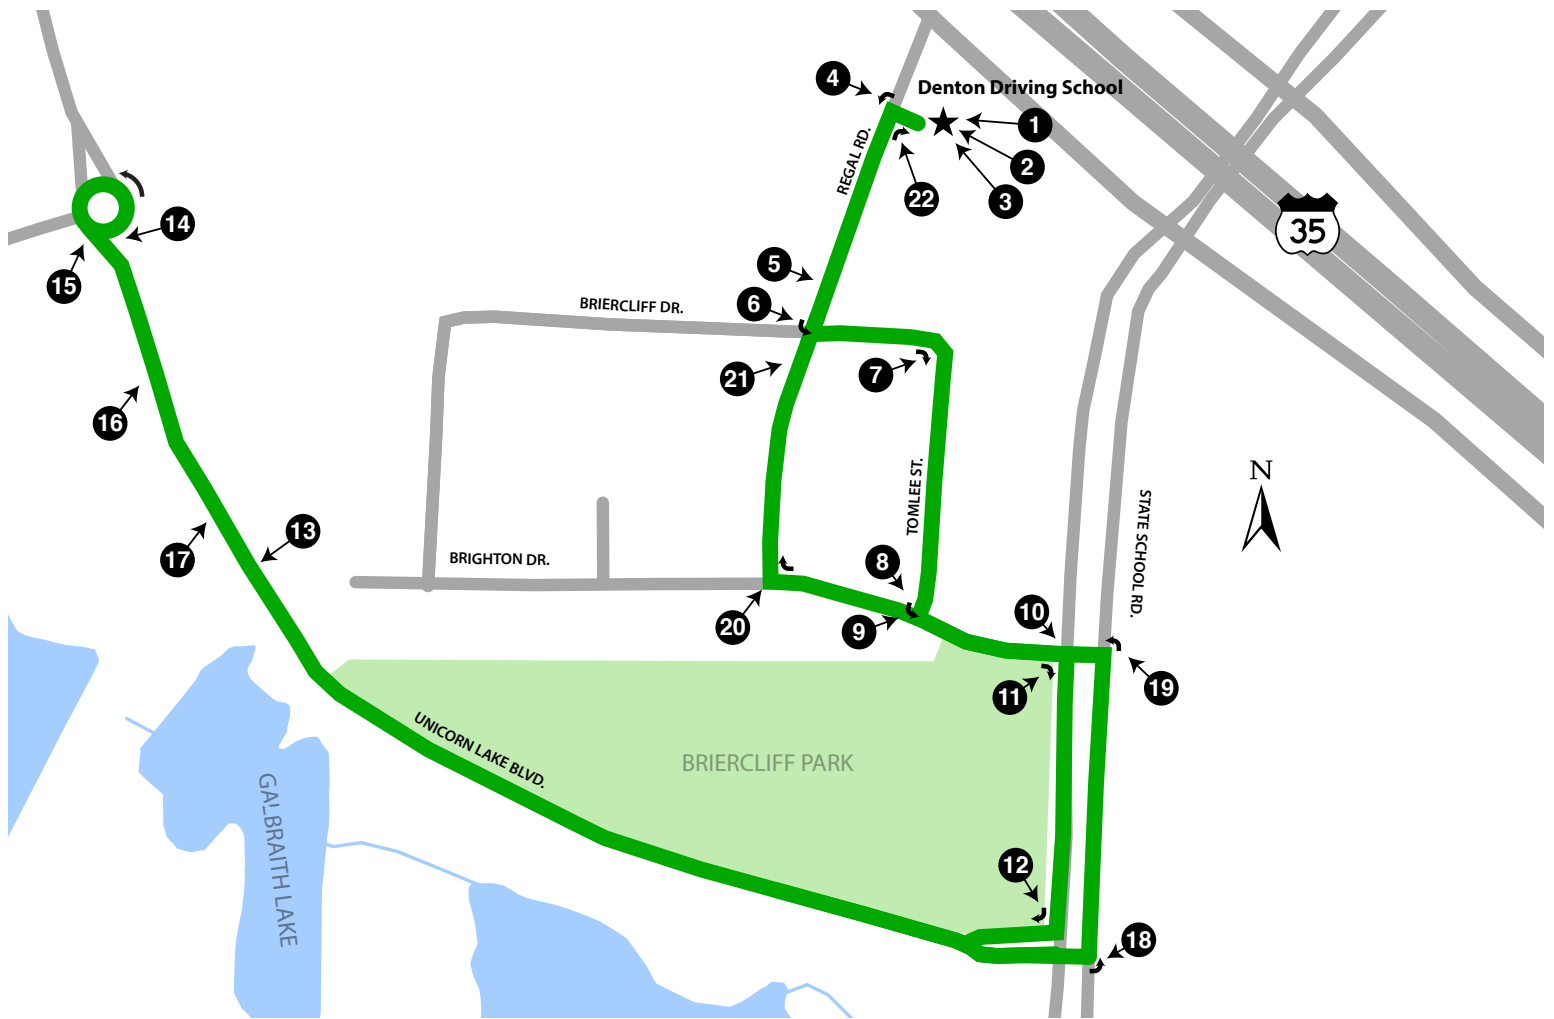 4
Denton Driving School
1
2
3
22
REGAL RD.
14
15
35
5
6
BRIERCLIFF DR.
21
7
16
TOMLEE ST.
N
STATE SCHOOL RD.
13
17
BRIGHTON DR.
8
20
9
10
11
19
UNICORN LAKE BLVD.
BRIERCLIFF PARK
GALBRAITH LAKE
12
18